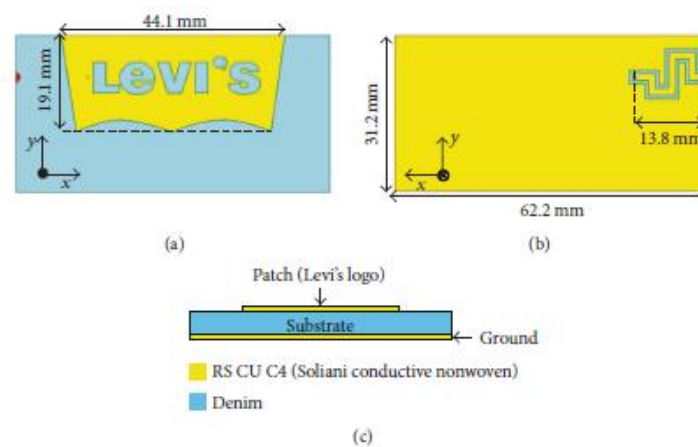 44.1 mm
19.1 mm
Levi's
y
x
(a)
31.2 mm
13.8 mm
y
x
62.2 mm
(b)
Patch (Levi's logo)
Substrate
Ground
RS CU C4 (Soliani conductive nonwoven)
Denim
(c)